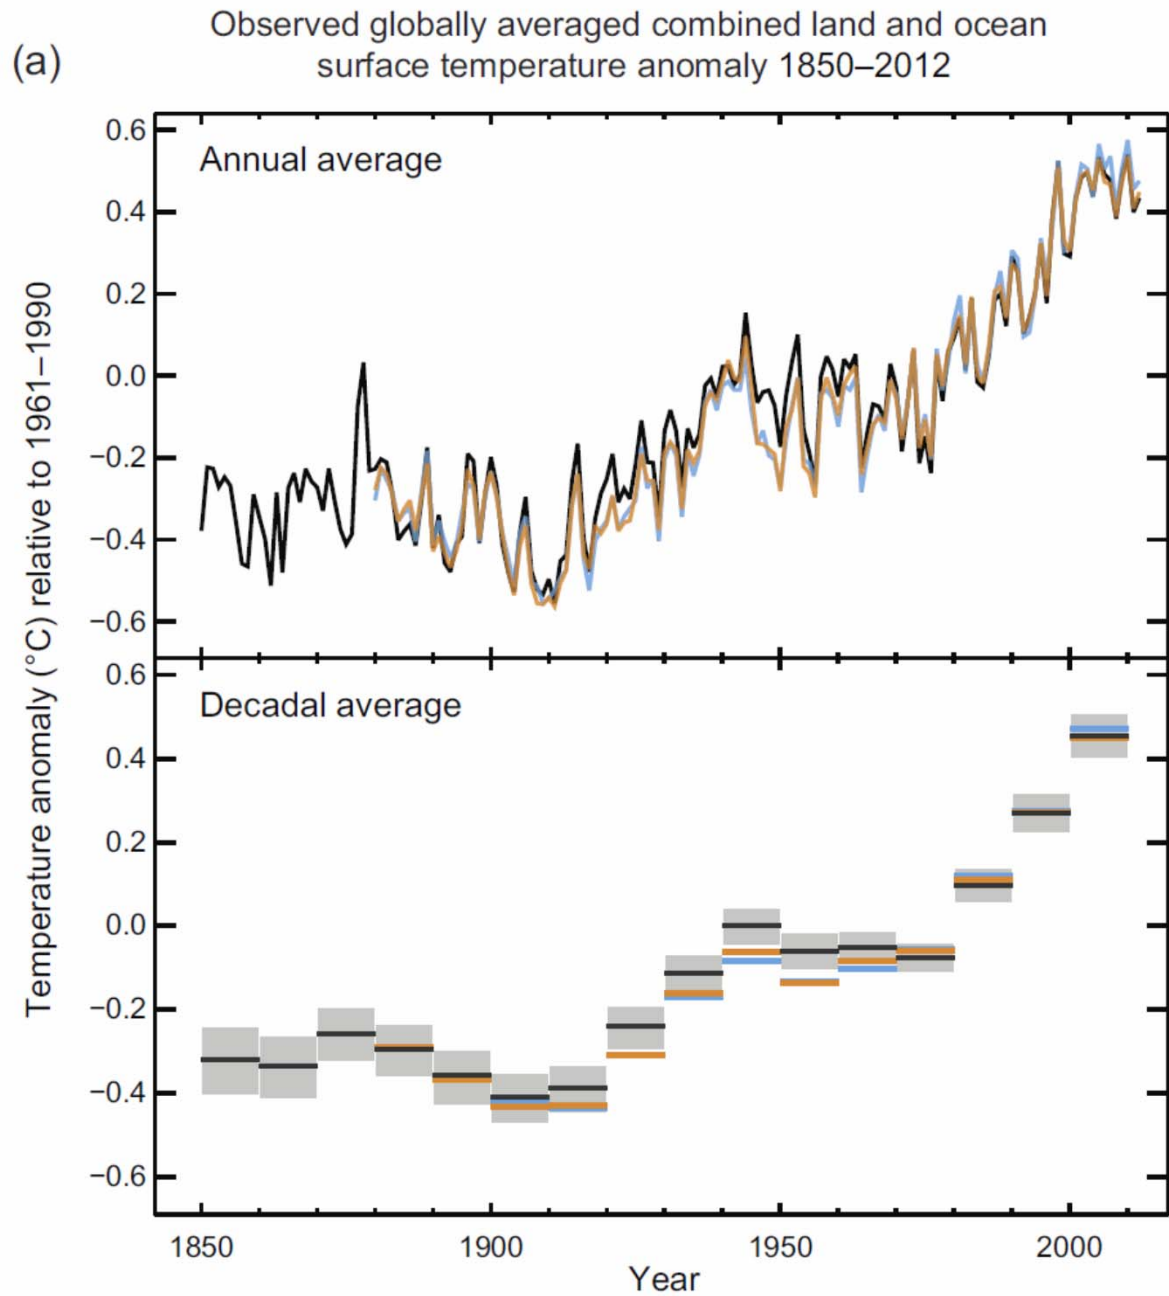 Observed globally averaged combined land and ocean
(a)
surface temperature anomaly 1850–2012
Temperature anomaly (°C) relative to 1961–1990
Annual average
0.6
0.4
0.2
0.0
−0.2
−0.4
−0.6
Decadal average
0.6
0.4
0.2
0.0
−0.2
−0.4
−0.6
1850 1900 1950 2000
Year